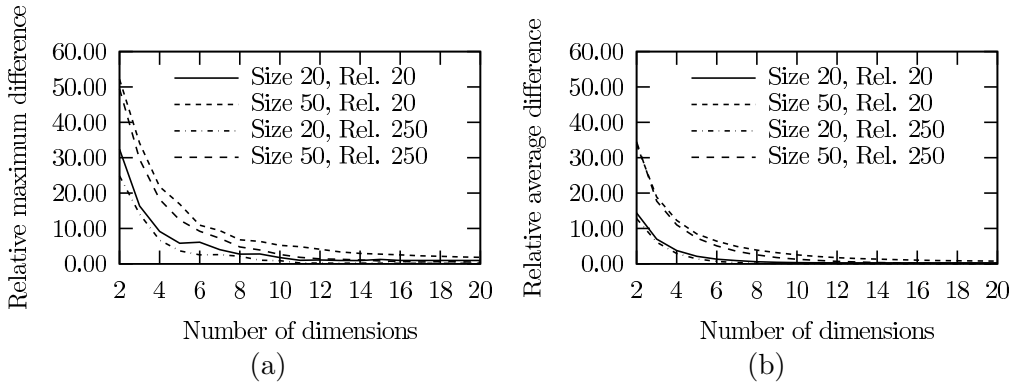 Relative maximum difference
60.00
50.00
40.00
30.00
20.00
10.00
0.00
Size 20, Rel. 20
Size 50, Rel. 20
Size 20, Rel. 250
Size 50, Rel. 250
2 4 6 8 10 12 14 16 18 20
Number of dimensions
(a)
Relative average difference
60.00
50.00
40.00
30.00
20.00
10.00
0.00
Size 20, Rel. 20
Size 50, Rel. 20
Size 20, Rel. 250
Size 50, Rel. 250
2 4 6 8 10 12 14 16 18 20
Number of dimensions
(b)